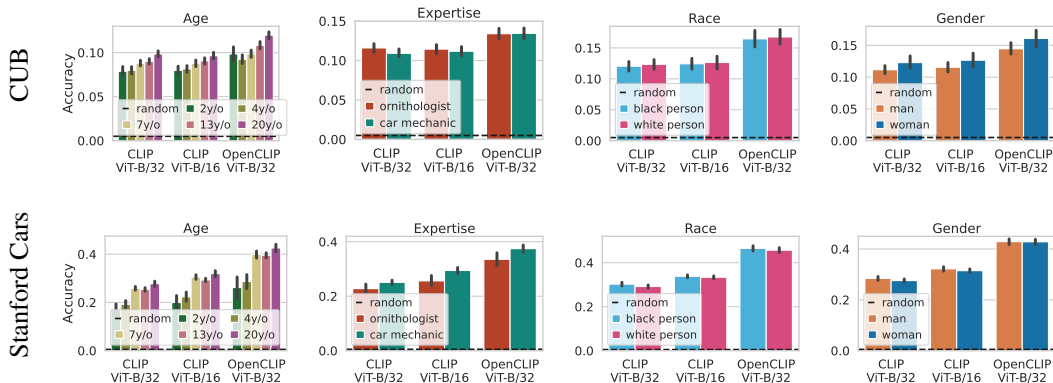 CUB
Age
Accuracy
0.10
0.05
0.00
random
2y/o
4y/o
7y/o
13y/o
20y/o
CLIP
ViT-B/32
CLIP
ViT-B/16
OpenCLIP
ViT-B/32
Expertise
0.15
0.10
0.05
0.00
random
ornithologist
car mechanic
CLIP
ViT-B/32
CLIP
ViT-B/16
OpenCLIP
ViT-B/32
Race
0.15
0.10
0.05
0.00
random
black person
white person
CLIP
ViT-B/32
CLIP
ViT-B/16
OpenCLIP
ViT-B/32
Gender
0.15
0.10
0.05
0.00
random
man
woman
CLIP
ViT-B/32
CLIP
ViT-B/16
OpenCLIP
ViT-B/32
Stanford Cars
Age
Accuracy
0.4
0.2
0.0
random
2y/o
4y/o
7y/o
13y/o
20y/o
CLIP
ViT-B/32
CLIP
ViT-B/16
OpenCLIP
ViT-B/32
Expertise
0.4
0.2
0.0
random
ornithologist
car mechanic
CLIP
ViT-B/32
CLIP
ViT-B/16
OpenCLIP
ViT-B/32
Race
0.4
0.2
0.0
random
black person
white person
CLIP
ViT-B/32
CLIP
ViT-B/16
OpenCLIP
ViT-B/32
Gender
0.4
0.2
0.0
random
man
woman
CLIP
ViT-B/32
CLIP
ViT-B/16
OpenCLIP
ViT-B/32